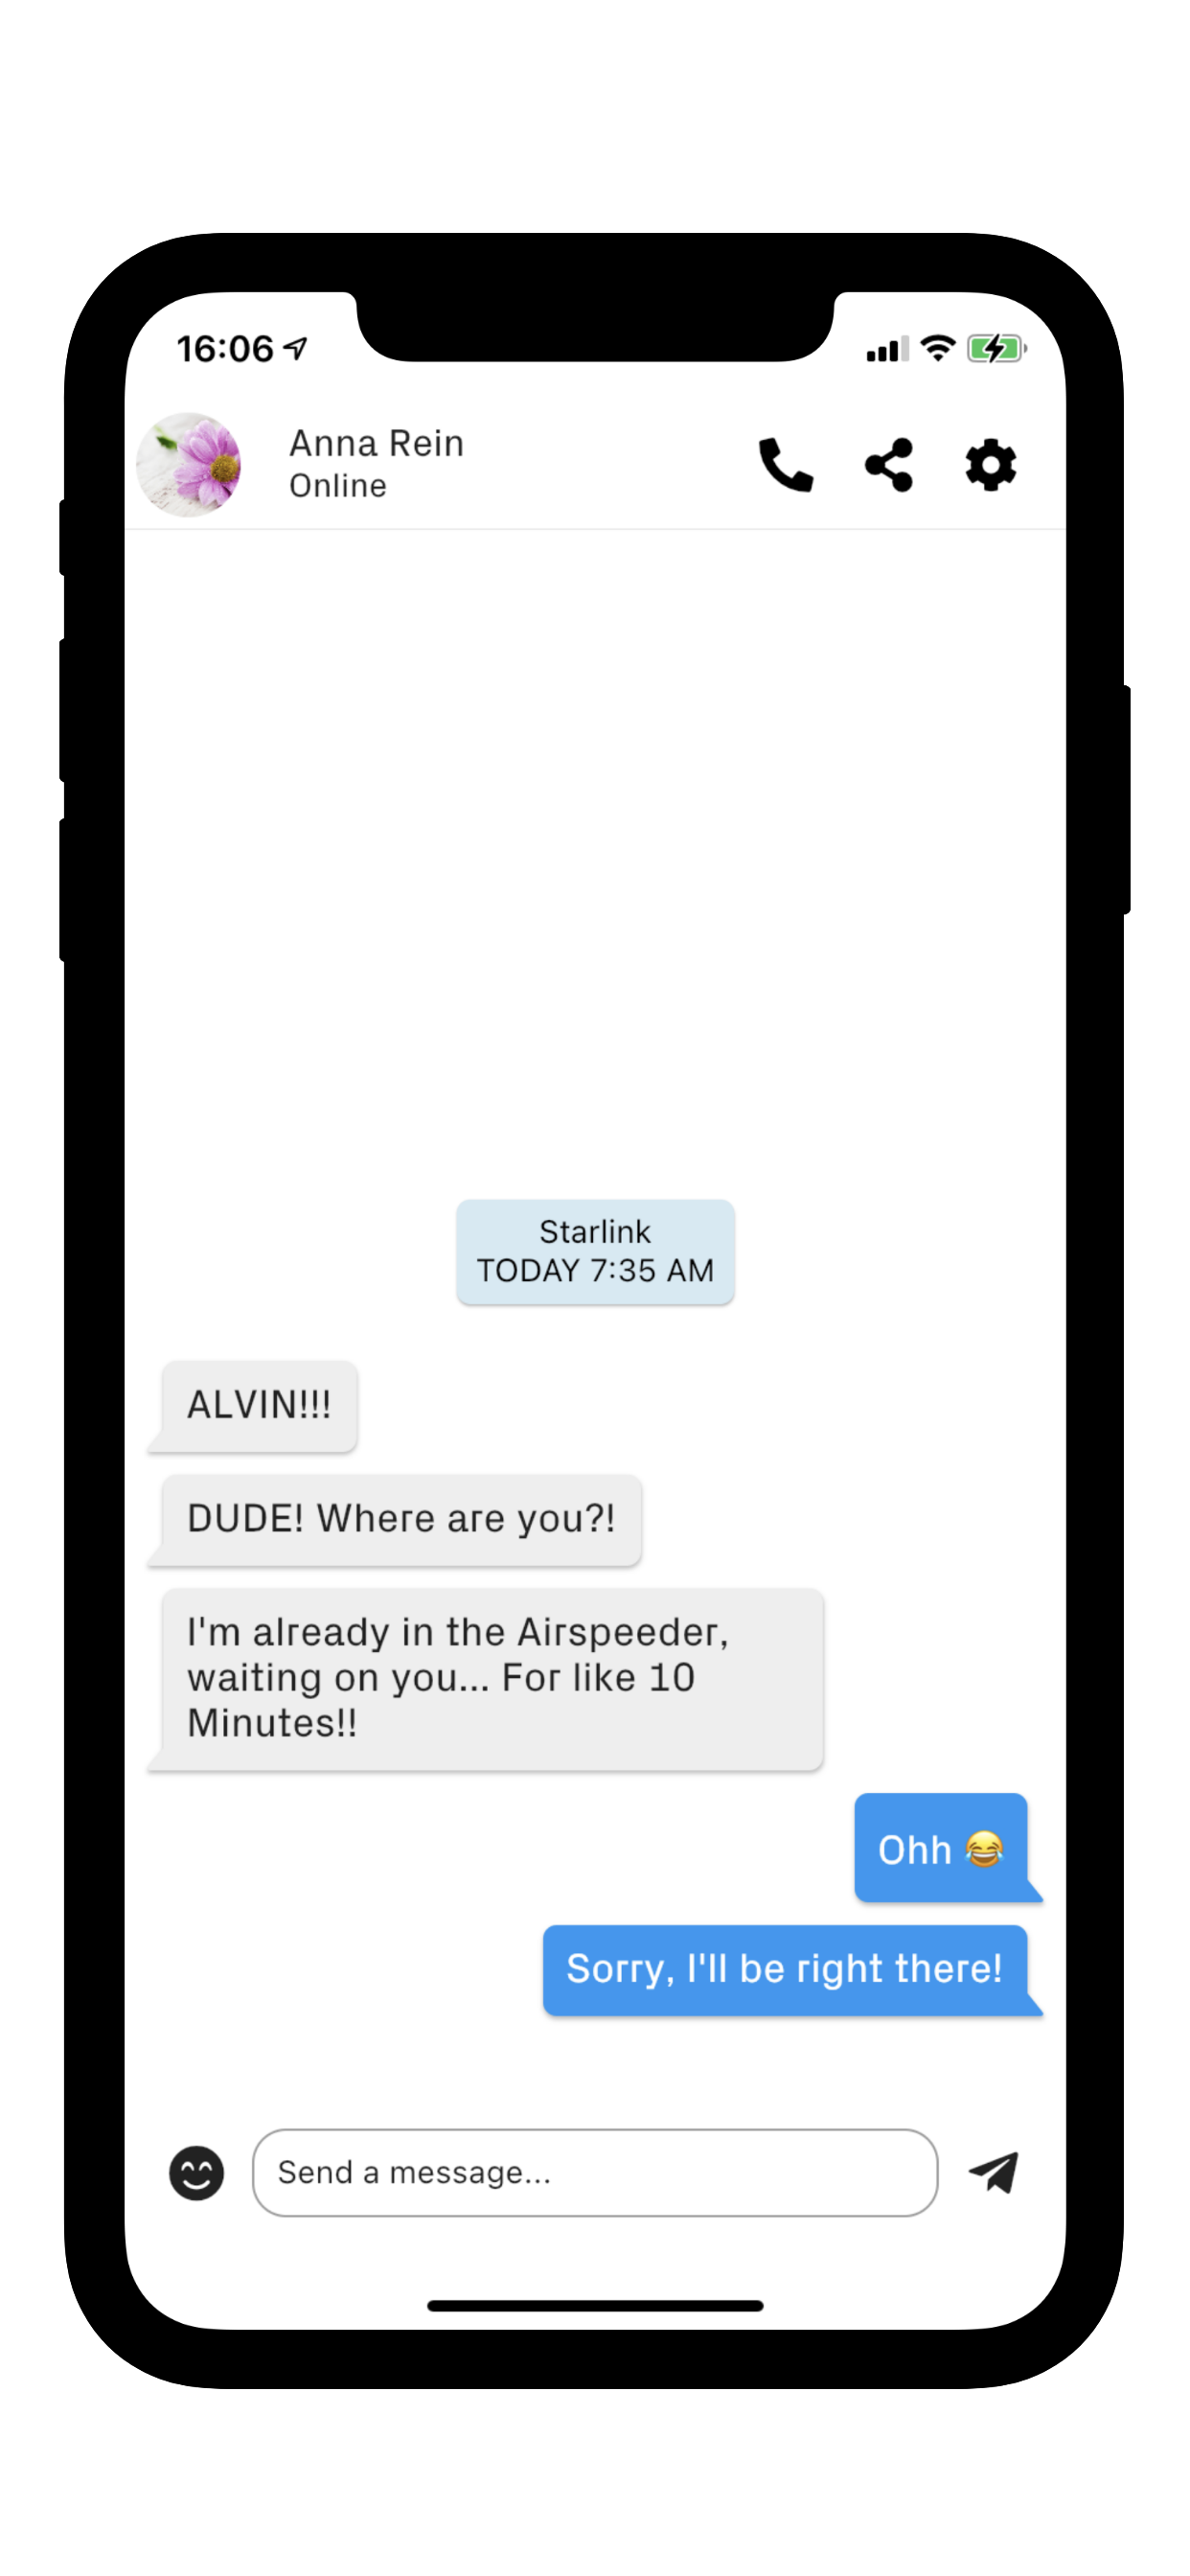 16:06
Anna Rein
Online
Starlink
TODAY 7:35 AM
ALVIN!!!
DUDE! Where are you?!
I'm already in the Airspeeder,
waiting on you... For like 10
Minutes!!
Ohh 😂
Sorry, I'll be right there!
Send a message...